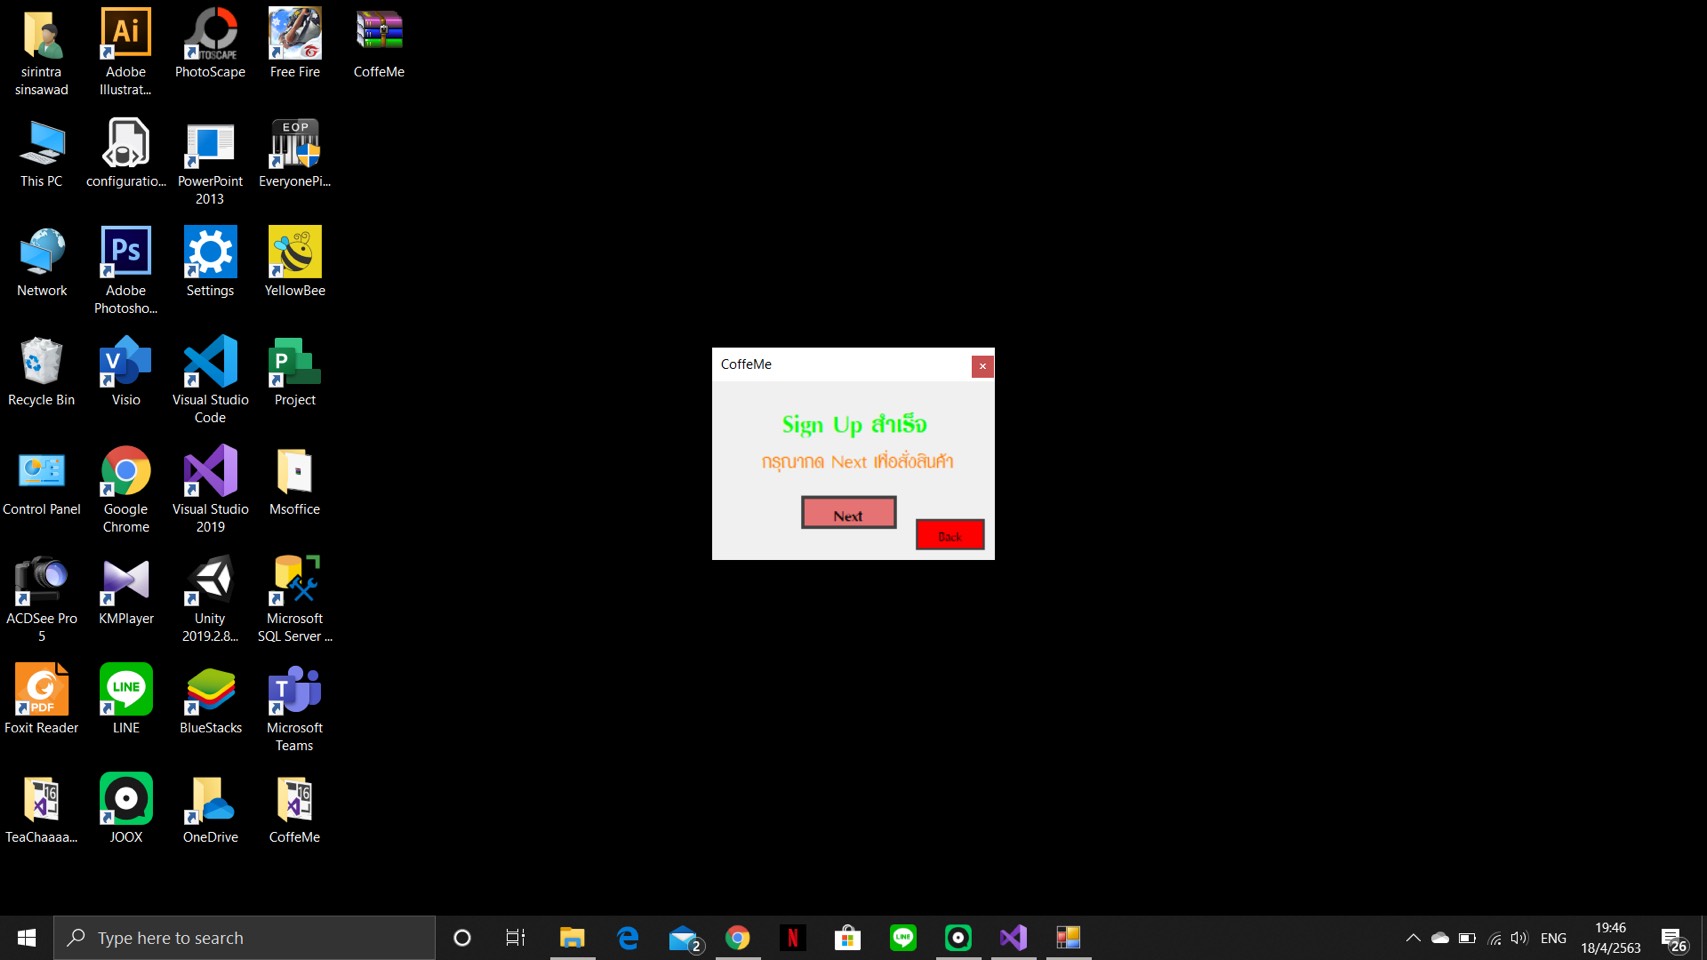 sirintra
sinsawad
Adobe
Illustrat...
PhotoScape
Free Fire
CoffeMe
This PC
configuratio...
PowerPoint
2013
EOP
EveryonePi...
Network
Adobe
Photosho...
Settings
YellowBee
Recycle Bin
Visio
Visual Studio
Code
Project
Control Panel
Google
Chrome
Visual Studio
2019
Msoffice
ACDSee Pro
5
KMPlayer
Unity
2019.2.8...
Microsoft
SQL Server ...
PDF
Foxit Reader
LINE
LINE
BlueStacks
Microsoft
Teams
TeaChaaaa...
JOOX
OneDrive
CoffeMe
CoffeMe
Sign Up สำเร็จ
กรุณากด Next เพื่อสั่งสินค้า
Next
Back
Type here to search
2
ENG
19:46
18/4/2563
26